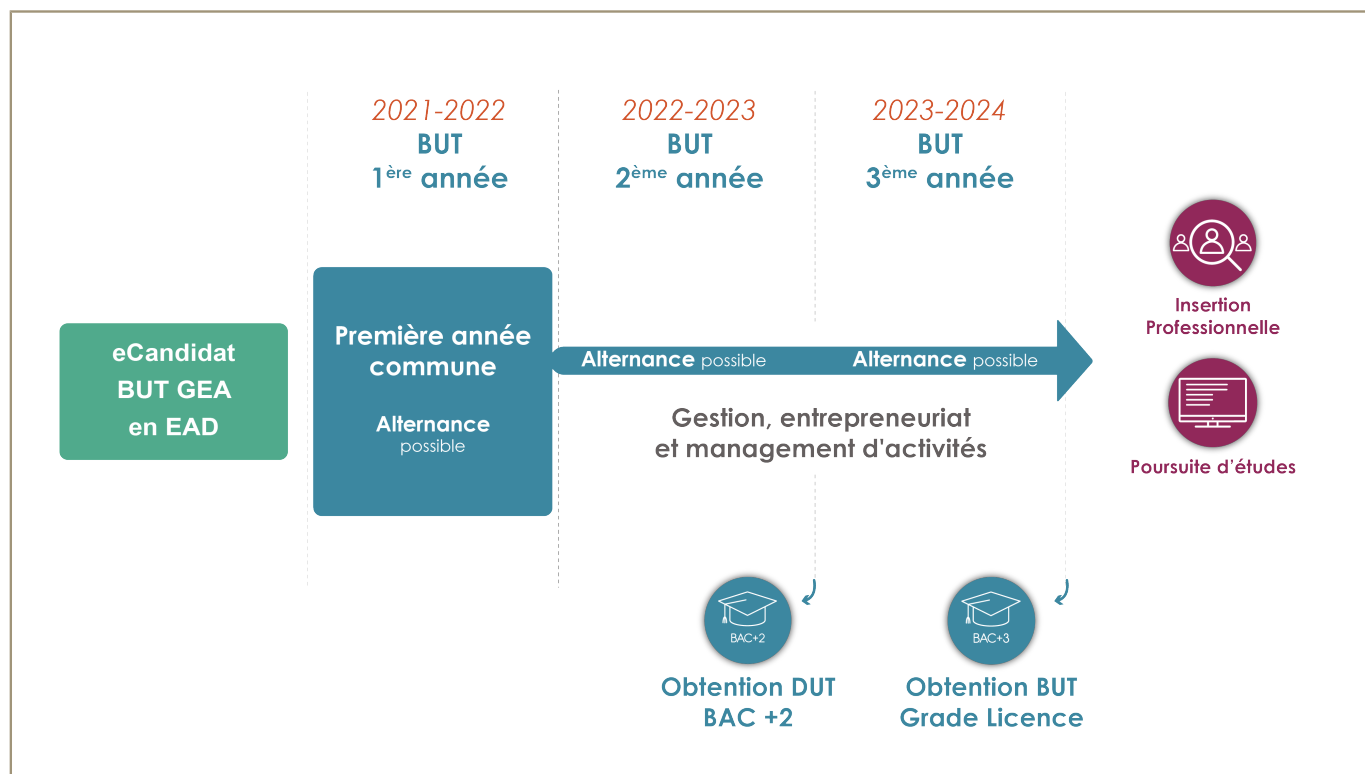 2021-2022
BUT
1ère année
2022-2023
BUT
2ème année
2023-2024
BUT
3ème année
eCandidat
BUT GEA
en EAD
Première année
commune
Alternance
possible
Alternance possible
Alternance possible
Gestion, entrepreneuriat
et management d'activités
Insertion
Professionnelle
Poursuite d'études
BAC+2
Obtention DUT
BAC +2
BAC+3
Obtention BUT
Grade Licence